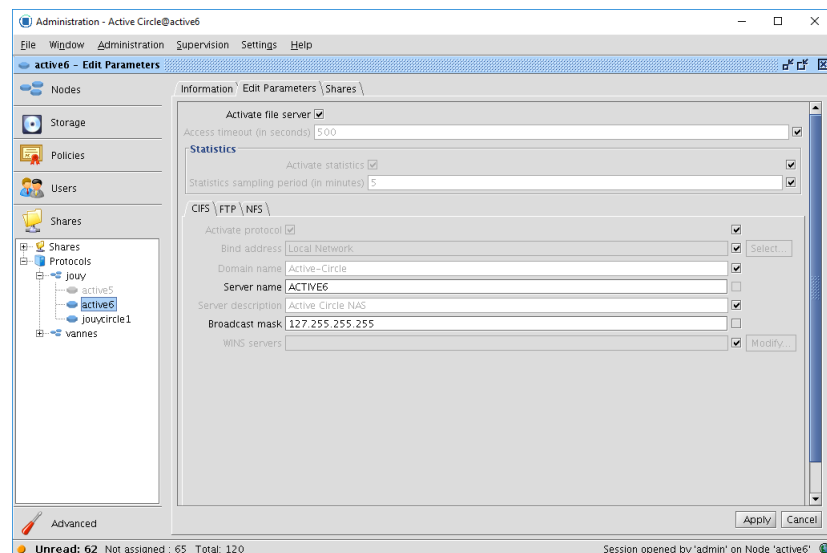 Administration - Active Circle@active6
File Window Administration Supervision Settings Help
active6 - Edit Parameters
Nodes
Storage
Policies
Users
Shares
Shares
Protocols
jouy
active5
active6
jouycircle1
vannes
Advanced
Information Edit Parameters Shares
Activate file server
Access timeout (in seconds) 500
Statistics
Activate statistics
Statistics sampling period (in minutes) 5
CIFS FTP NFS
Activate protocol
Bind address Local Network Select...
Domain name Active-Circle
Server name ACTIVE6
Server description Active Circle NAS
Broadcast mask 127.255.255.255
WINS servers Modify...
Apply Cancel
Unread: 62 Not assigned : 65 Total: 120 Session opened by 'admin' on Node 'active6'